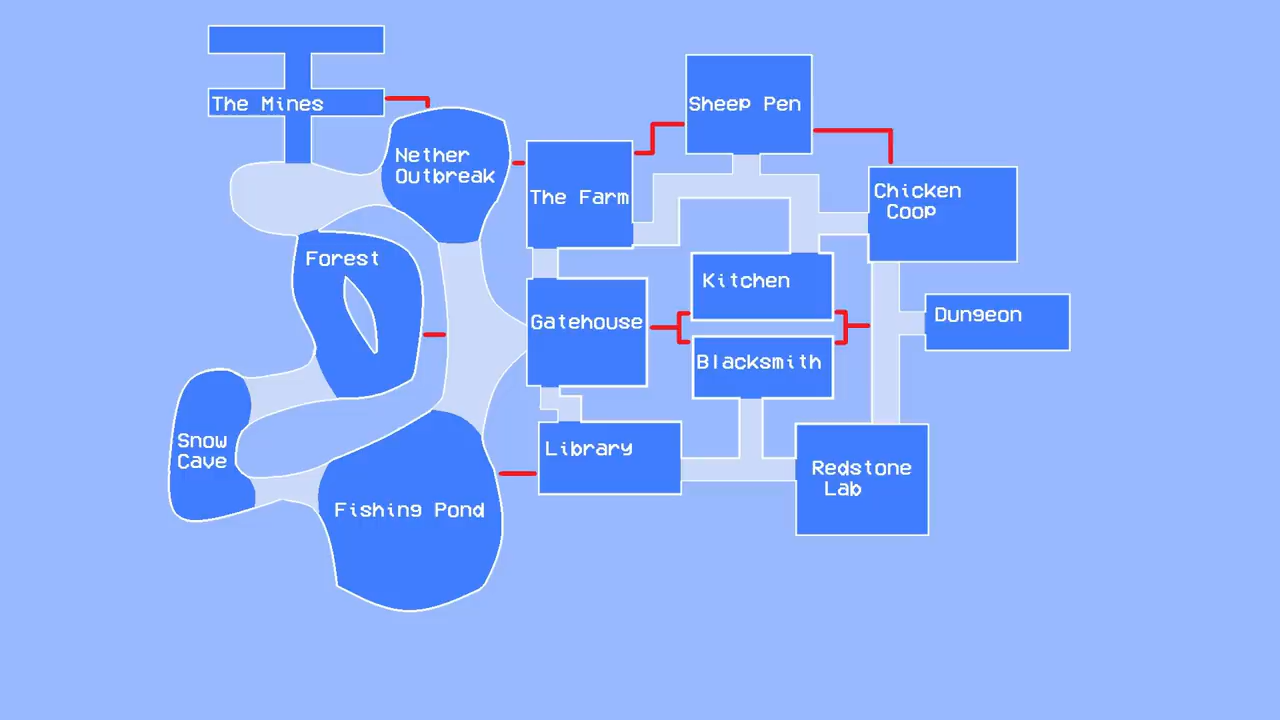 The Mines
Sheep Pen
Nether
Outbreak
The Farm
Chicken
Coop
Forest
Kitchen
Gatehouse
Dungeon
Blacksmith
Snow
Cave
Library
Redstone
Lab
Fishing Pond